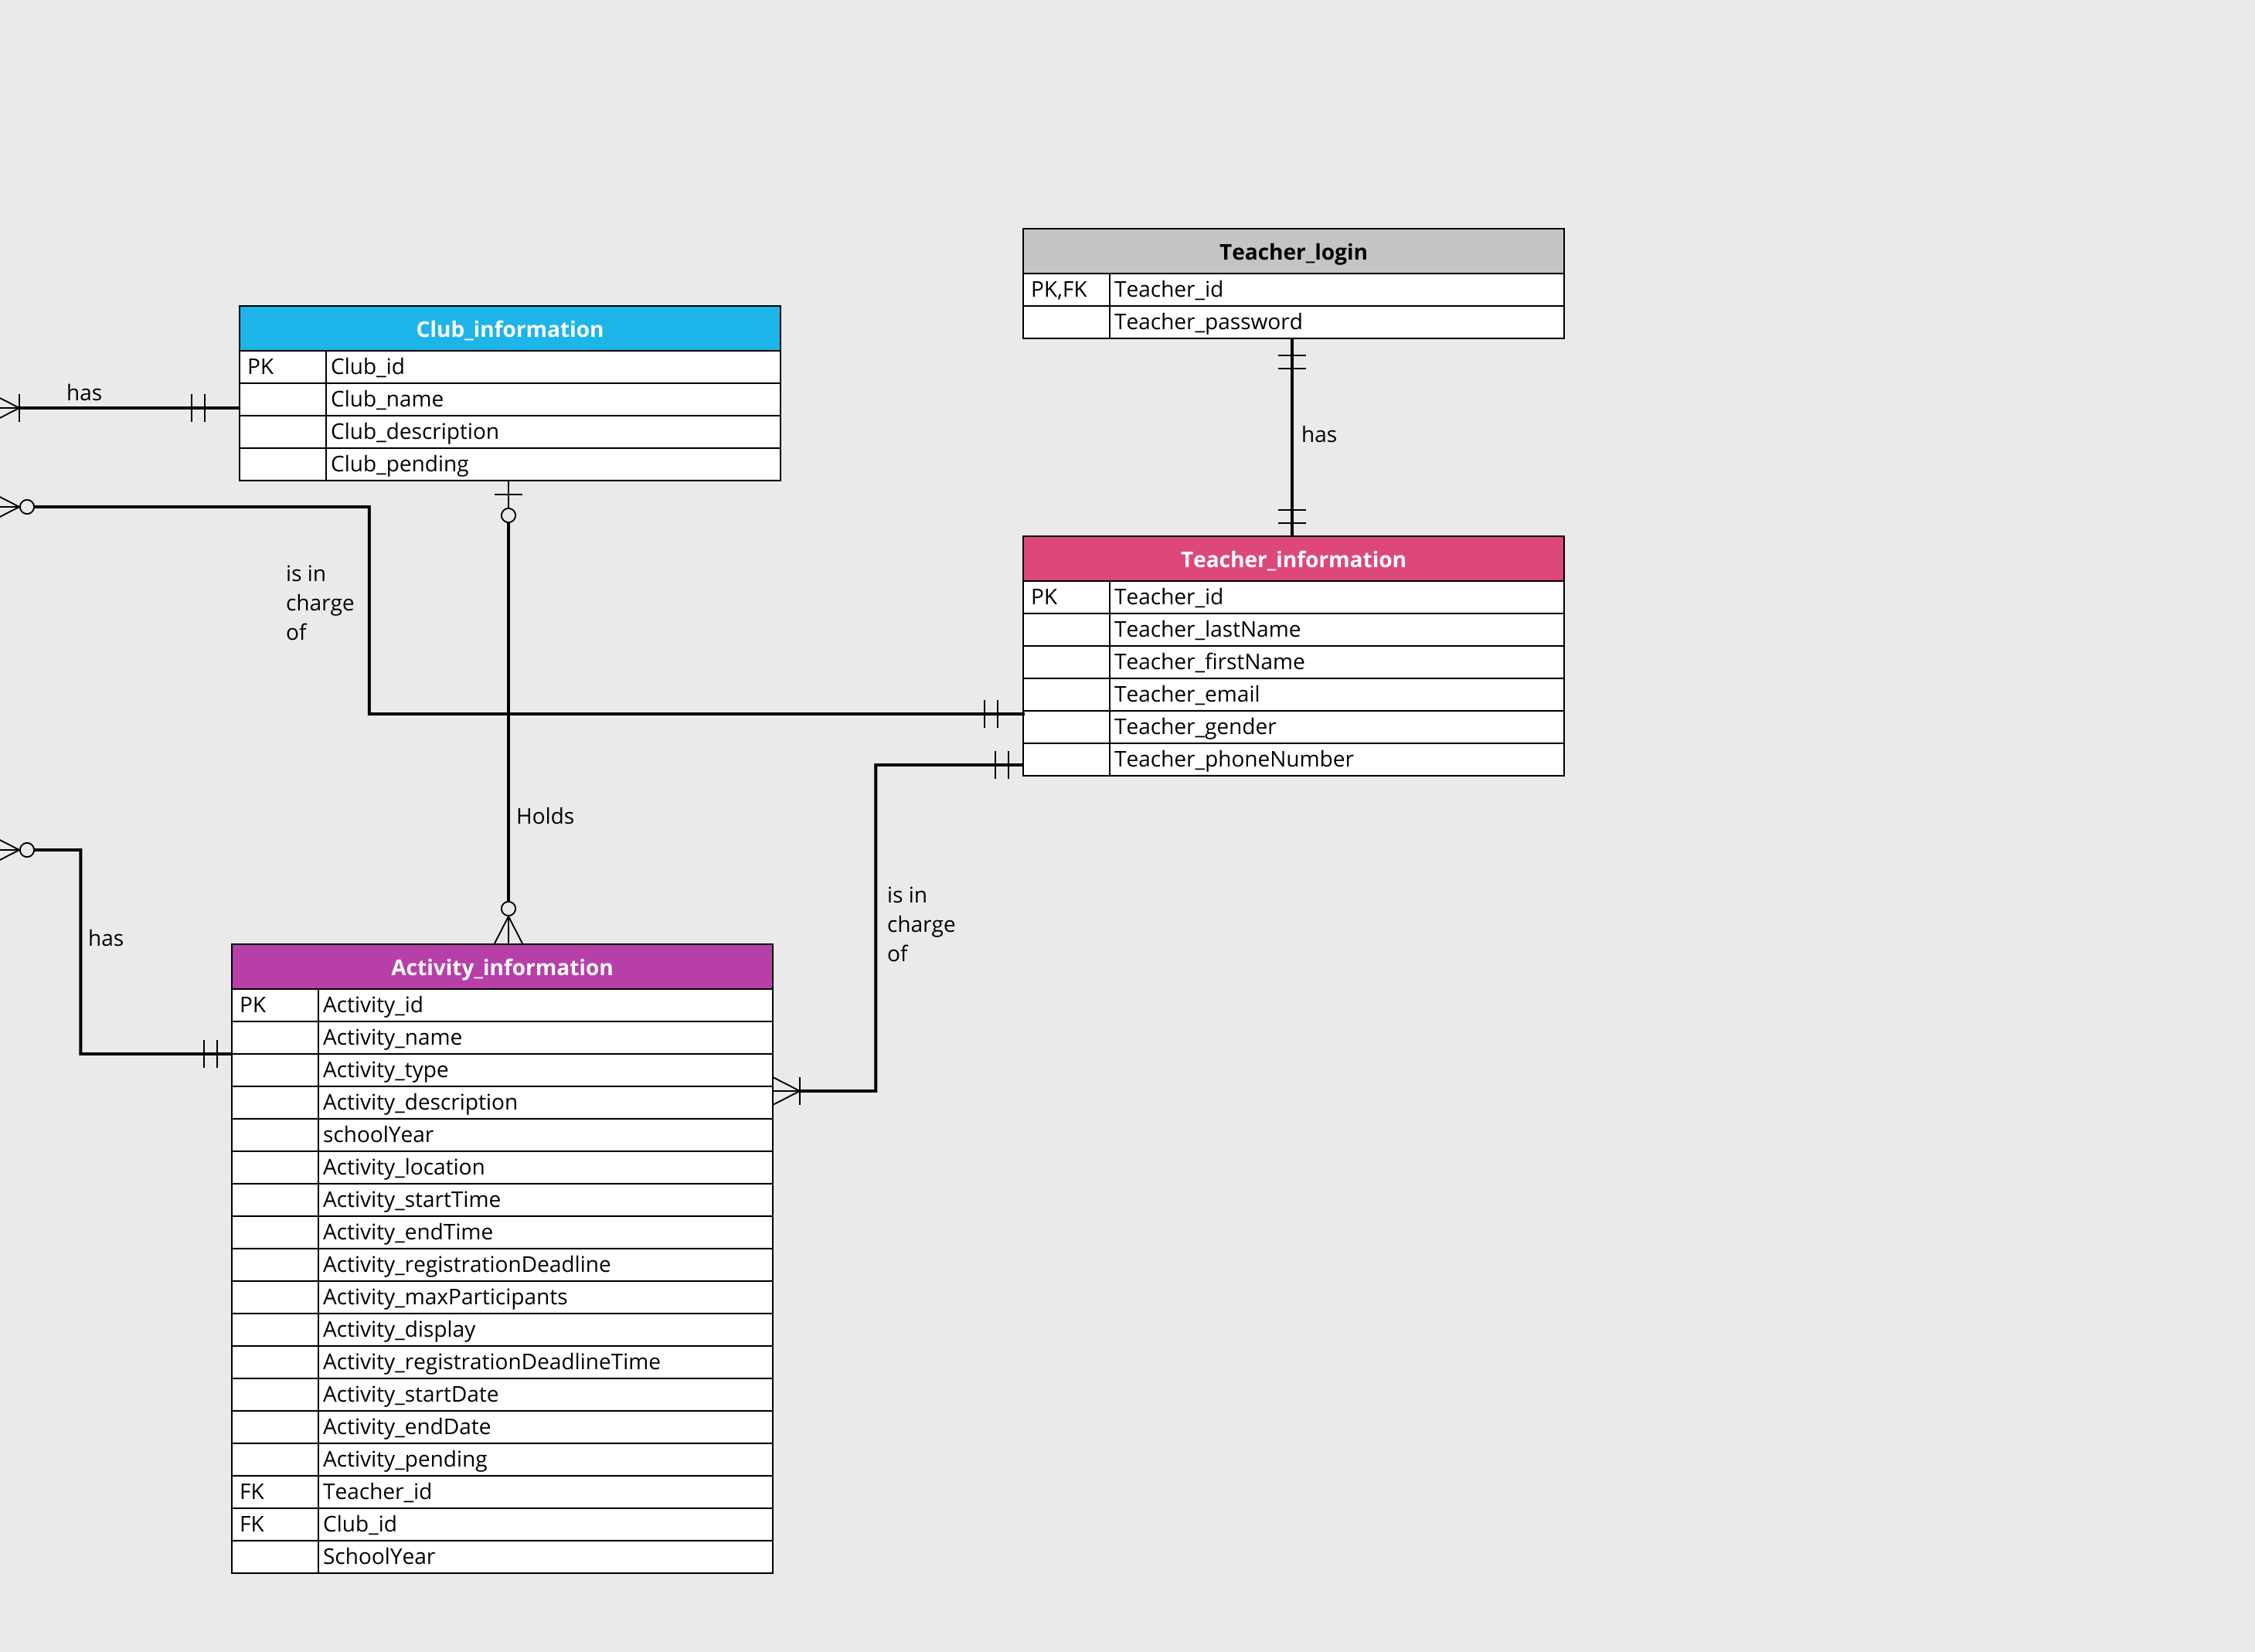 Teacher_login
PK,FK Teacher_id
Teacher_password
Club_information
PK Club_id
Club_name
Club_description
Club_pending
has
has
is in
charge
of
Teacher_information
PK Teacher_id
Teacher_lastName
Teacher_firstName
Teacher_email
Teacher_gender
Teacher_phoneNumber
Holds
is in
charge
of
has
Activity_information
PK Activity_id
Activity_name
Activity_type
Activity_description
schoolYear
Activity_location
Activity_startTime
Activity_endTime
Activity_registrationDeadline
Activity_maxParticipants
Activity_display
Activity_registrationDeadlineTime
Activity_startDate
Activity_endDate
Activity_pending
FK Teacher_id
FK Club_id
SchoolYear